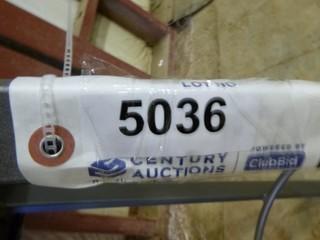 LOT NO
5036
CENTURY
AUCTIONS
POWERED BY
ClubBid